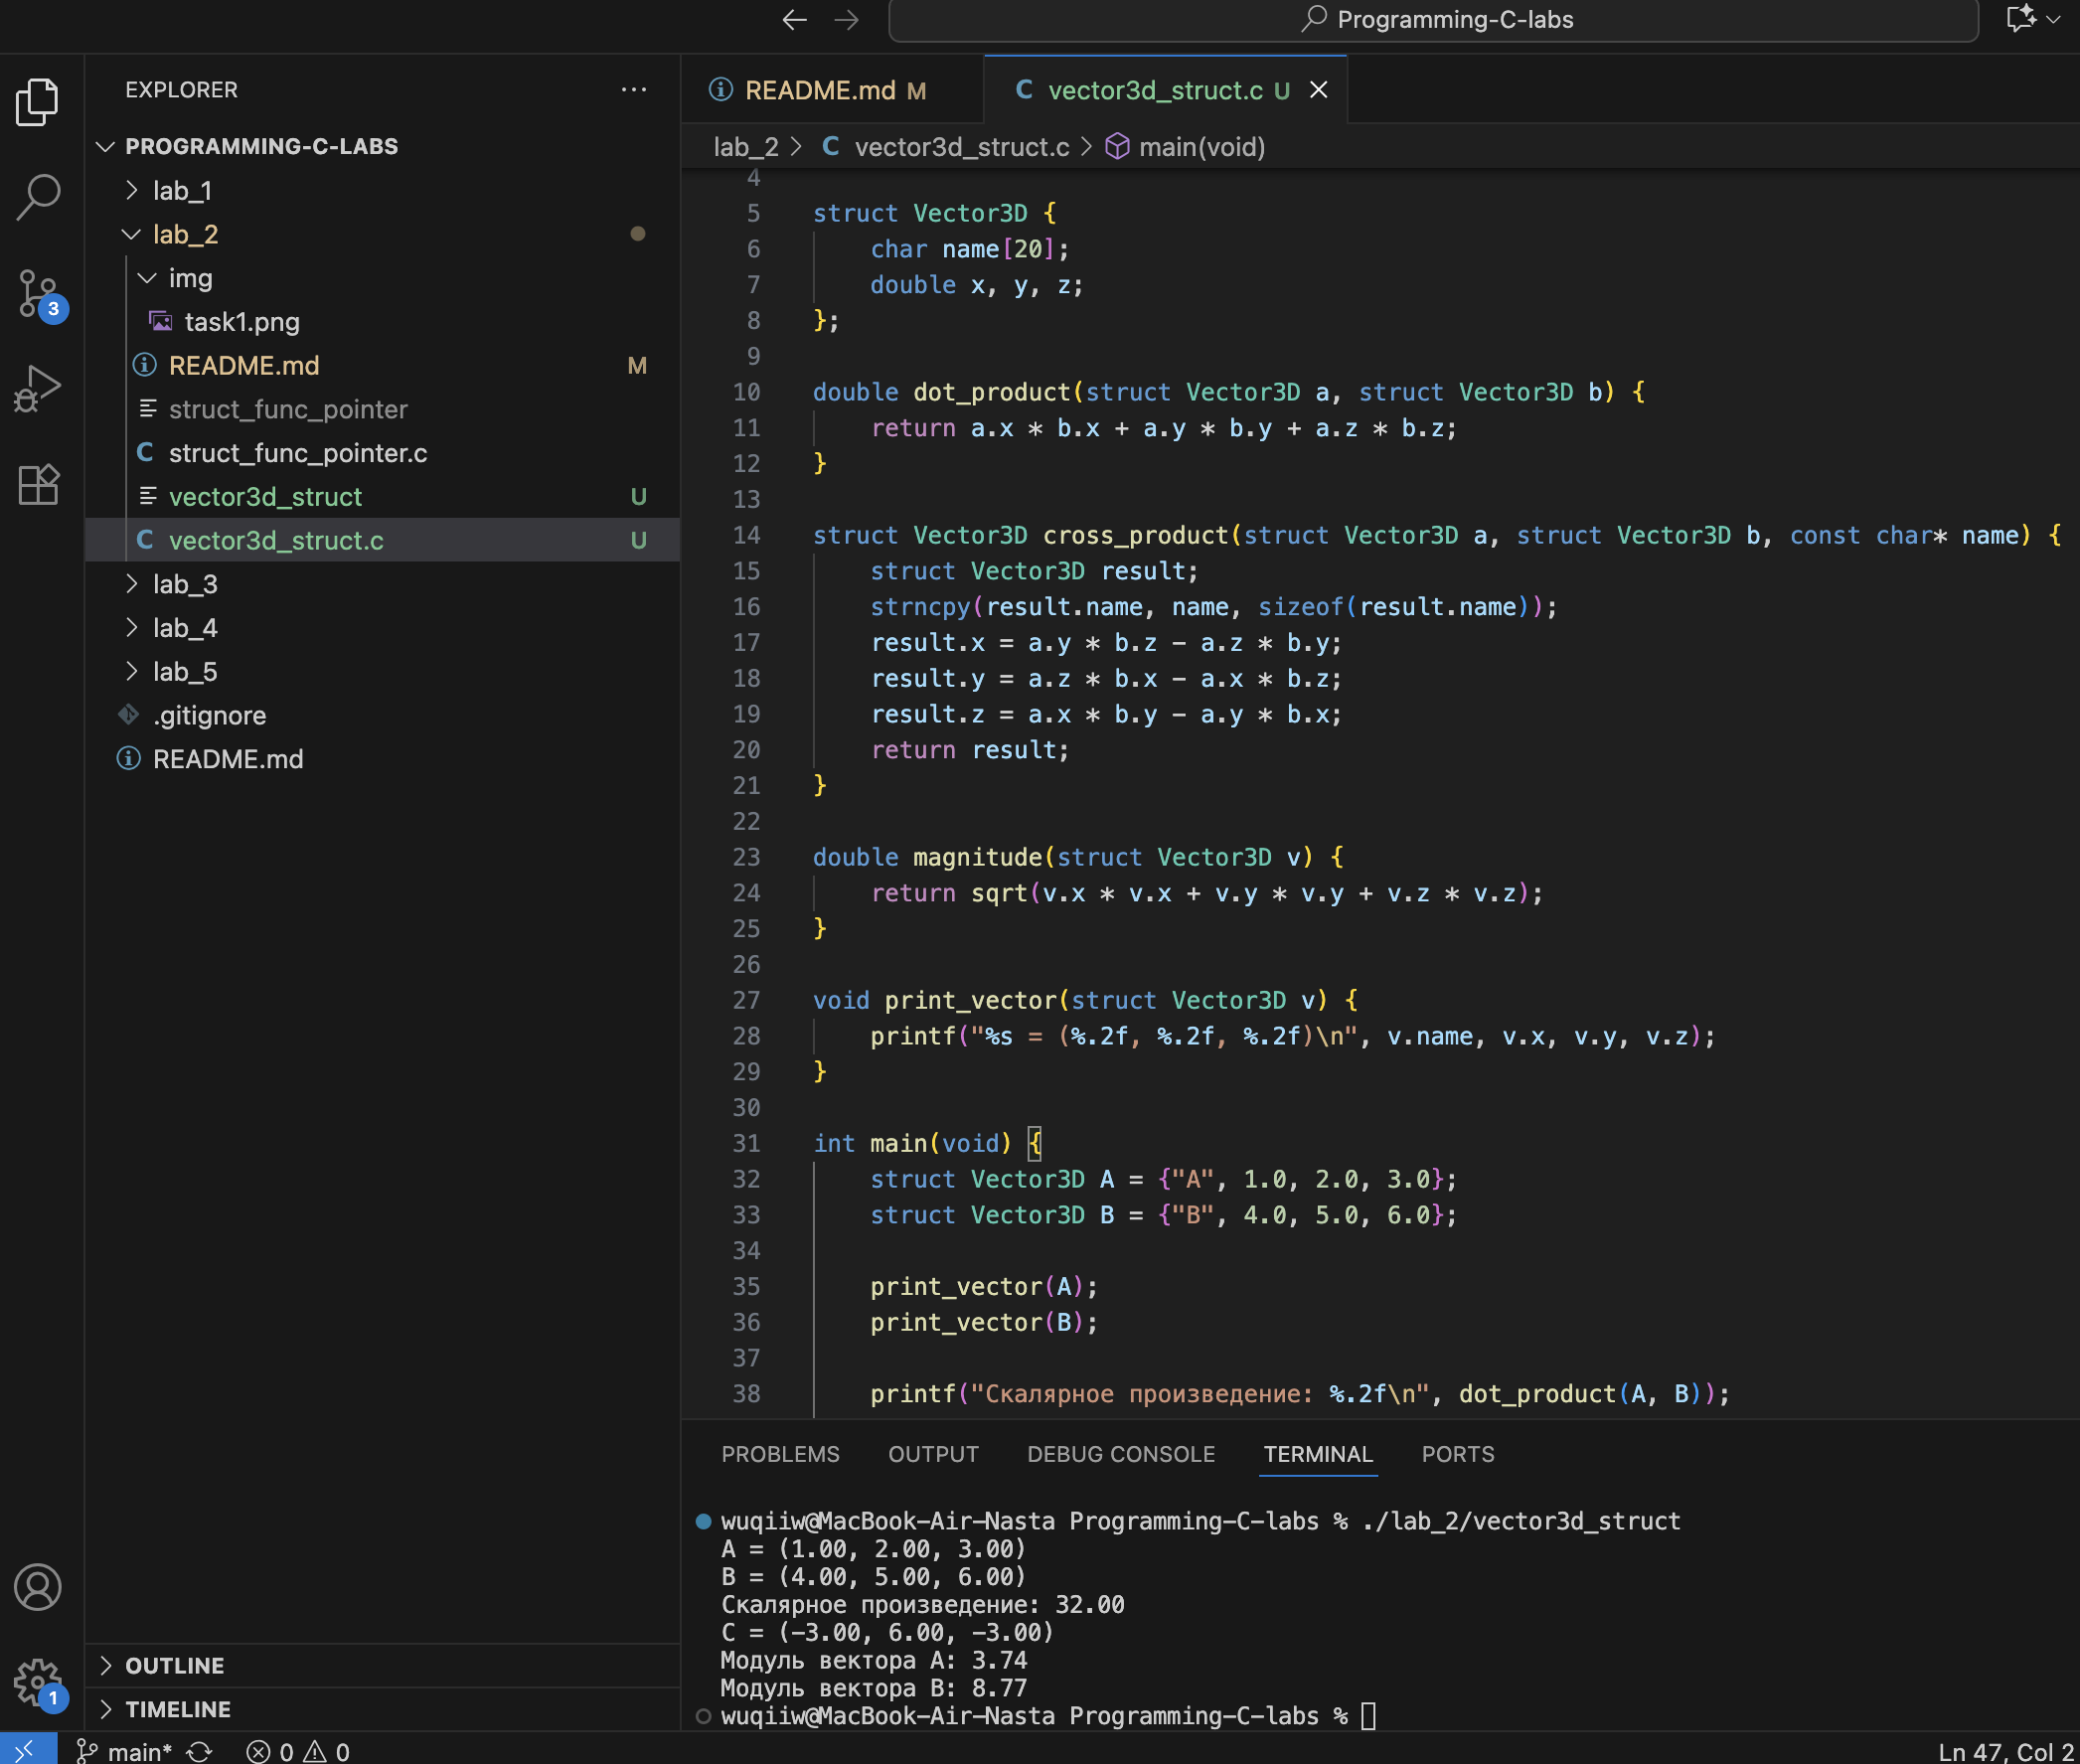 Programming-C-labs
EXPLORER
PROGRAMMING-C-LABS
lab_1
lab_2
img
task1.png
README.md M
struct_func_pointer
struct_func_pointer.c
vector3d_struct U
vector3d_struct.c U
lab_3
lab_4
lab_5
.gitignore
README.md
OUTLINE
TIMELINE
3
1
README.md M
vector3d_struct.c U
lab_2 > C vector3d_struct.c > main(void)
4
5 struct Vector3D {
6     char name[20];
7     double x, y, z;
8 };
9
10 double dot_product(struct Vector3D a, struct Vector3D b) {
11     return a.x * b.x + a.y * b.y + a.z * b.z;
12 }
13
14 struct Vector3D cross_product(struct Vector3D a, struct Vector3D b, const char* name) {
15     struct Vector3D result;
16     strncpy(result.name, name, sizeof(result.name));
17     result.x = a.y * b.z - a.z * b.y;
18     result.y = a.z * b.x - a.x * b.z;
19     result.z = a.x * b.y - a.y * b.x;
20     return result;
21 }
22
23 double magnitude(struct Vector3D v) {
24     return sqrt(v.x * v.x + v.y * v.y + v.z * v.z);
25 }
26
27 void print_vector(struct Vector3D v) {
28     printf("%s = (%.2f, %.2f, %.2f)\n", v.name, v.x, v.y, v.z);
29 }
30
31 int main(void) {
32     struct Vector3D A = {"A", 1.0, 2.0, 3.0};
33     struct Vector3D B = {"B", 4.0, 5.0, 6.0};
34
35     print_vector(A);
36     print_vector(B);
37
38     printf("Скалярное произведение: %.2f\n", dot_product(A, B));
PROBLEMS OUTPUT DEBUG CONSOLE TERMINAL PORTS
wuqiiw@MacBook-Air-Nasta Programming-C-labs % ./lab_2/vector3d_struct
A = (1.00, 2.00, 3.00)
B = (4.00, 5.00, 6.00)
Скалярное произведение: 32.00
C = (-3.00, 6.00, -3.00)
Модуль вектора A: 3.74
Модуль вектора B: 8.77
wuqiiw@MacBook-Air-Nasta Programming-C-labs %
main* 0 0 Ln 47, Col 2